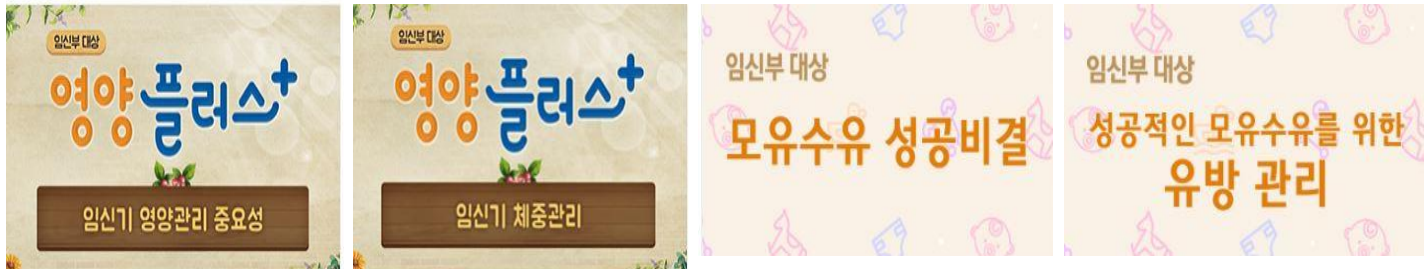 임신부 대상
영양플러스+
임신기 영양관리 중요성
임신부 대상
영양플러스+
임신기 체중관리
임신부 대상
모유수유 성공비결
임신부 대상
성공적인 모유수유를 위한
유방 관리